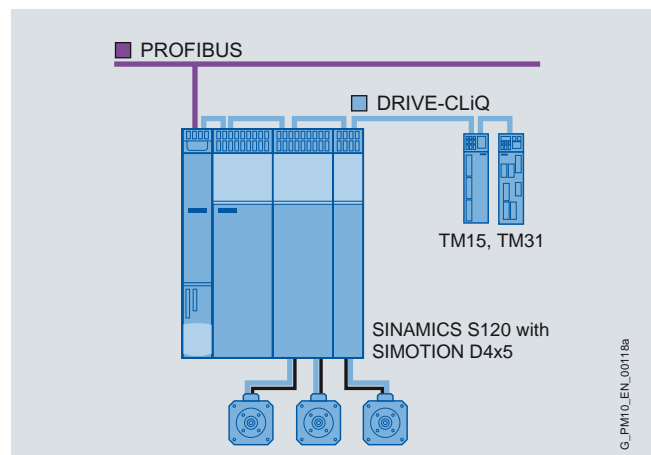 PROFIBUS
DRIVE-CLiQ
TM15, TM31
SINAMICS S120 with
SIMOTION D4x5
G_PM10_EN_00118a